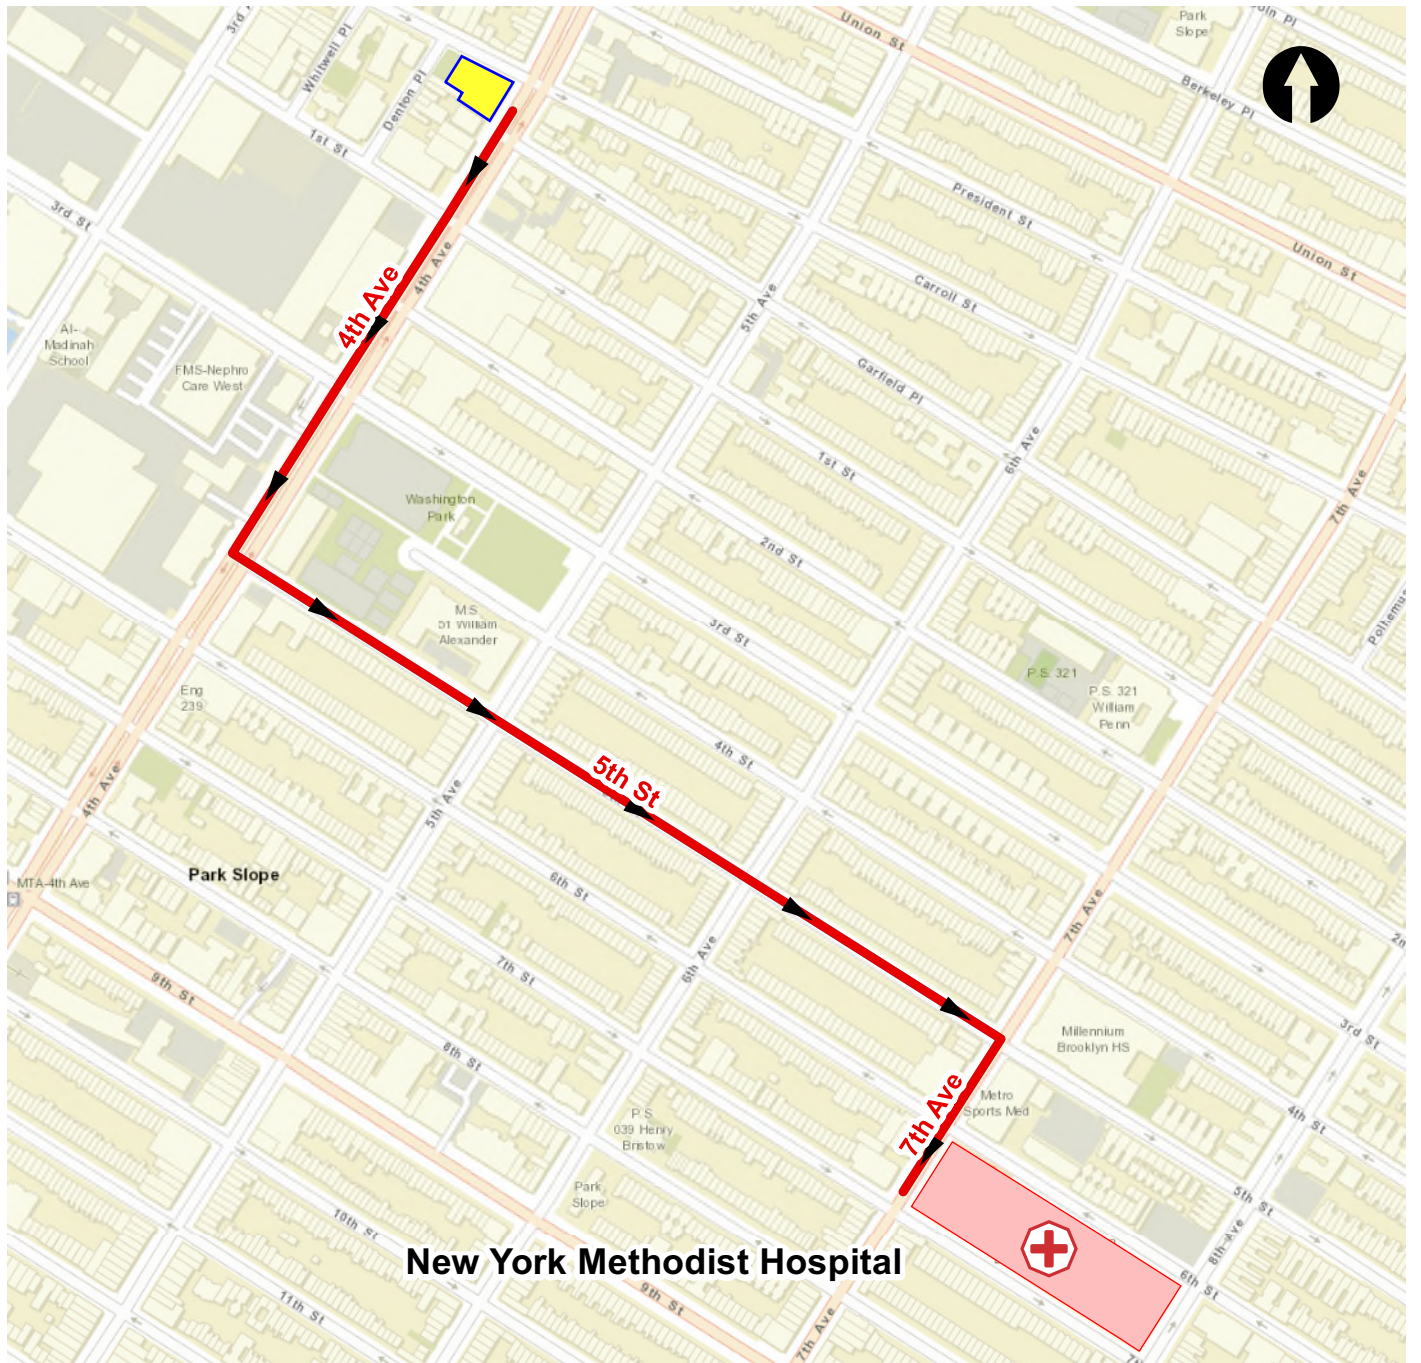 3rd
Whitwell Pl
Denton Pl
1st St
3rd St
Union St
Park
Slope
Berkeley Pl
President St
Union St
Carroll St
4th Ave
4th Ave
5th Ave
Al-
Madinah
School
FMS-Nephro
Care West
Garfield Pl
6th Ave
7th Ave
1st St
Washington
Park
2nd St
M.S.
51 William
Alexander
3rd St
Polhemus
P.S. 321
P.S. 321
William
Penn
Eng
239
4th St
5th St
4th Ave
5th Ave
MTA-4th Ave
Park Slope
6th St
7th Ave
6th Ave
7th St
9th St
8th St
3rd St
Millennium
Brooklyn HS
Metro
Sports Med
7th Ave
4th St
P.S.
039 Henry
Bristow
Park
Slope
10th St
5th St
8th Ave
New York Methodist Hospital
6th St
11th St
9th St
7th Ave